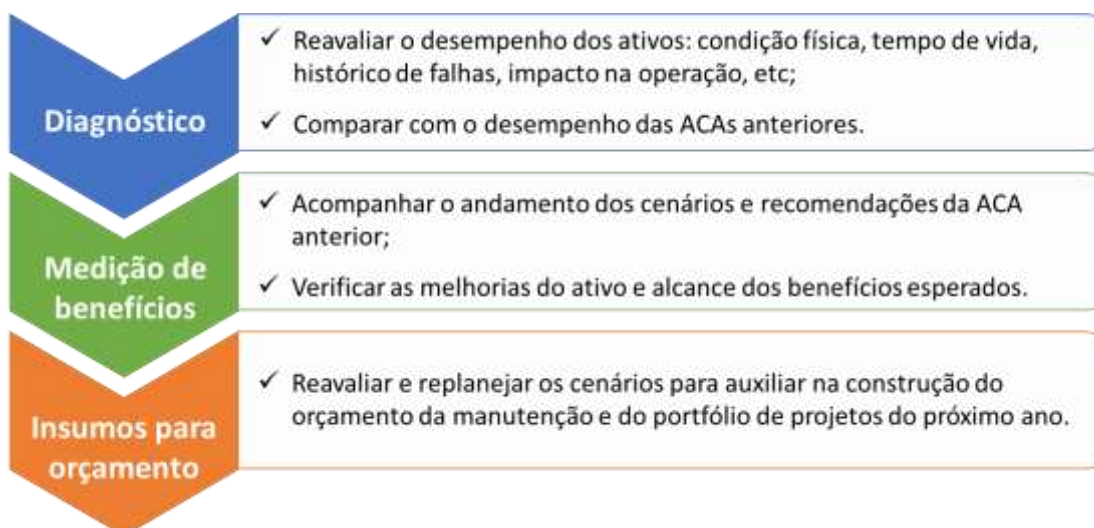 Diagnóstico
✓ Reavaliar o desempenho dos ativos: condição física, tempo de vida,
histórico de falhas, impacto na operação, etc;
✓ Comparar com o desempenho das ACAs anteriores.
Medição de
benefícios
✓ Acompanhar o andamento dos cenários e recomendações da ACA
anterior;
✓ Verificar as melhorias do ativo e alcance dos benefícios esperados.
Insumos para
orçamento
✓ Reavaliar e replanejar os cenários para auxiliar na construção do
orçamento da manutenção e do portfólio de projetos do próximo ano.